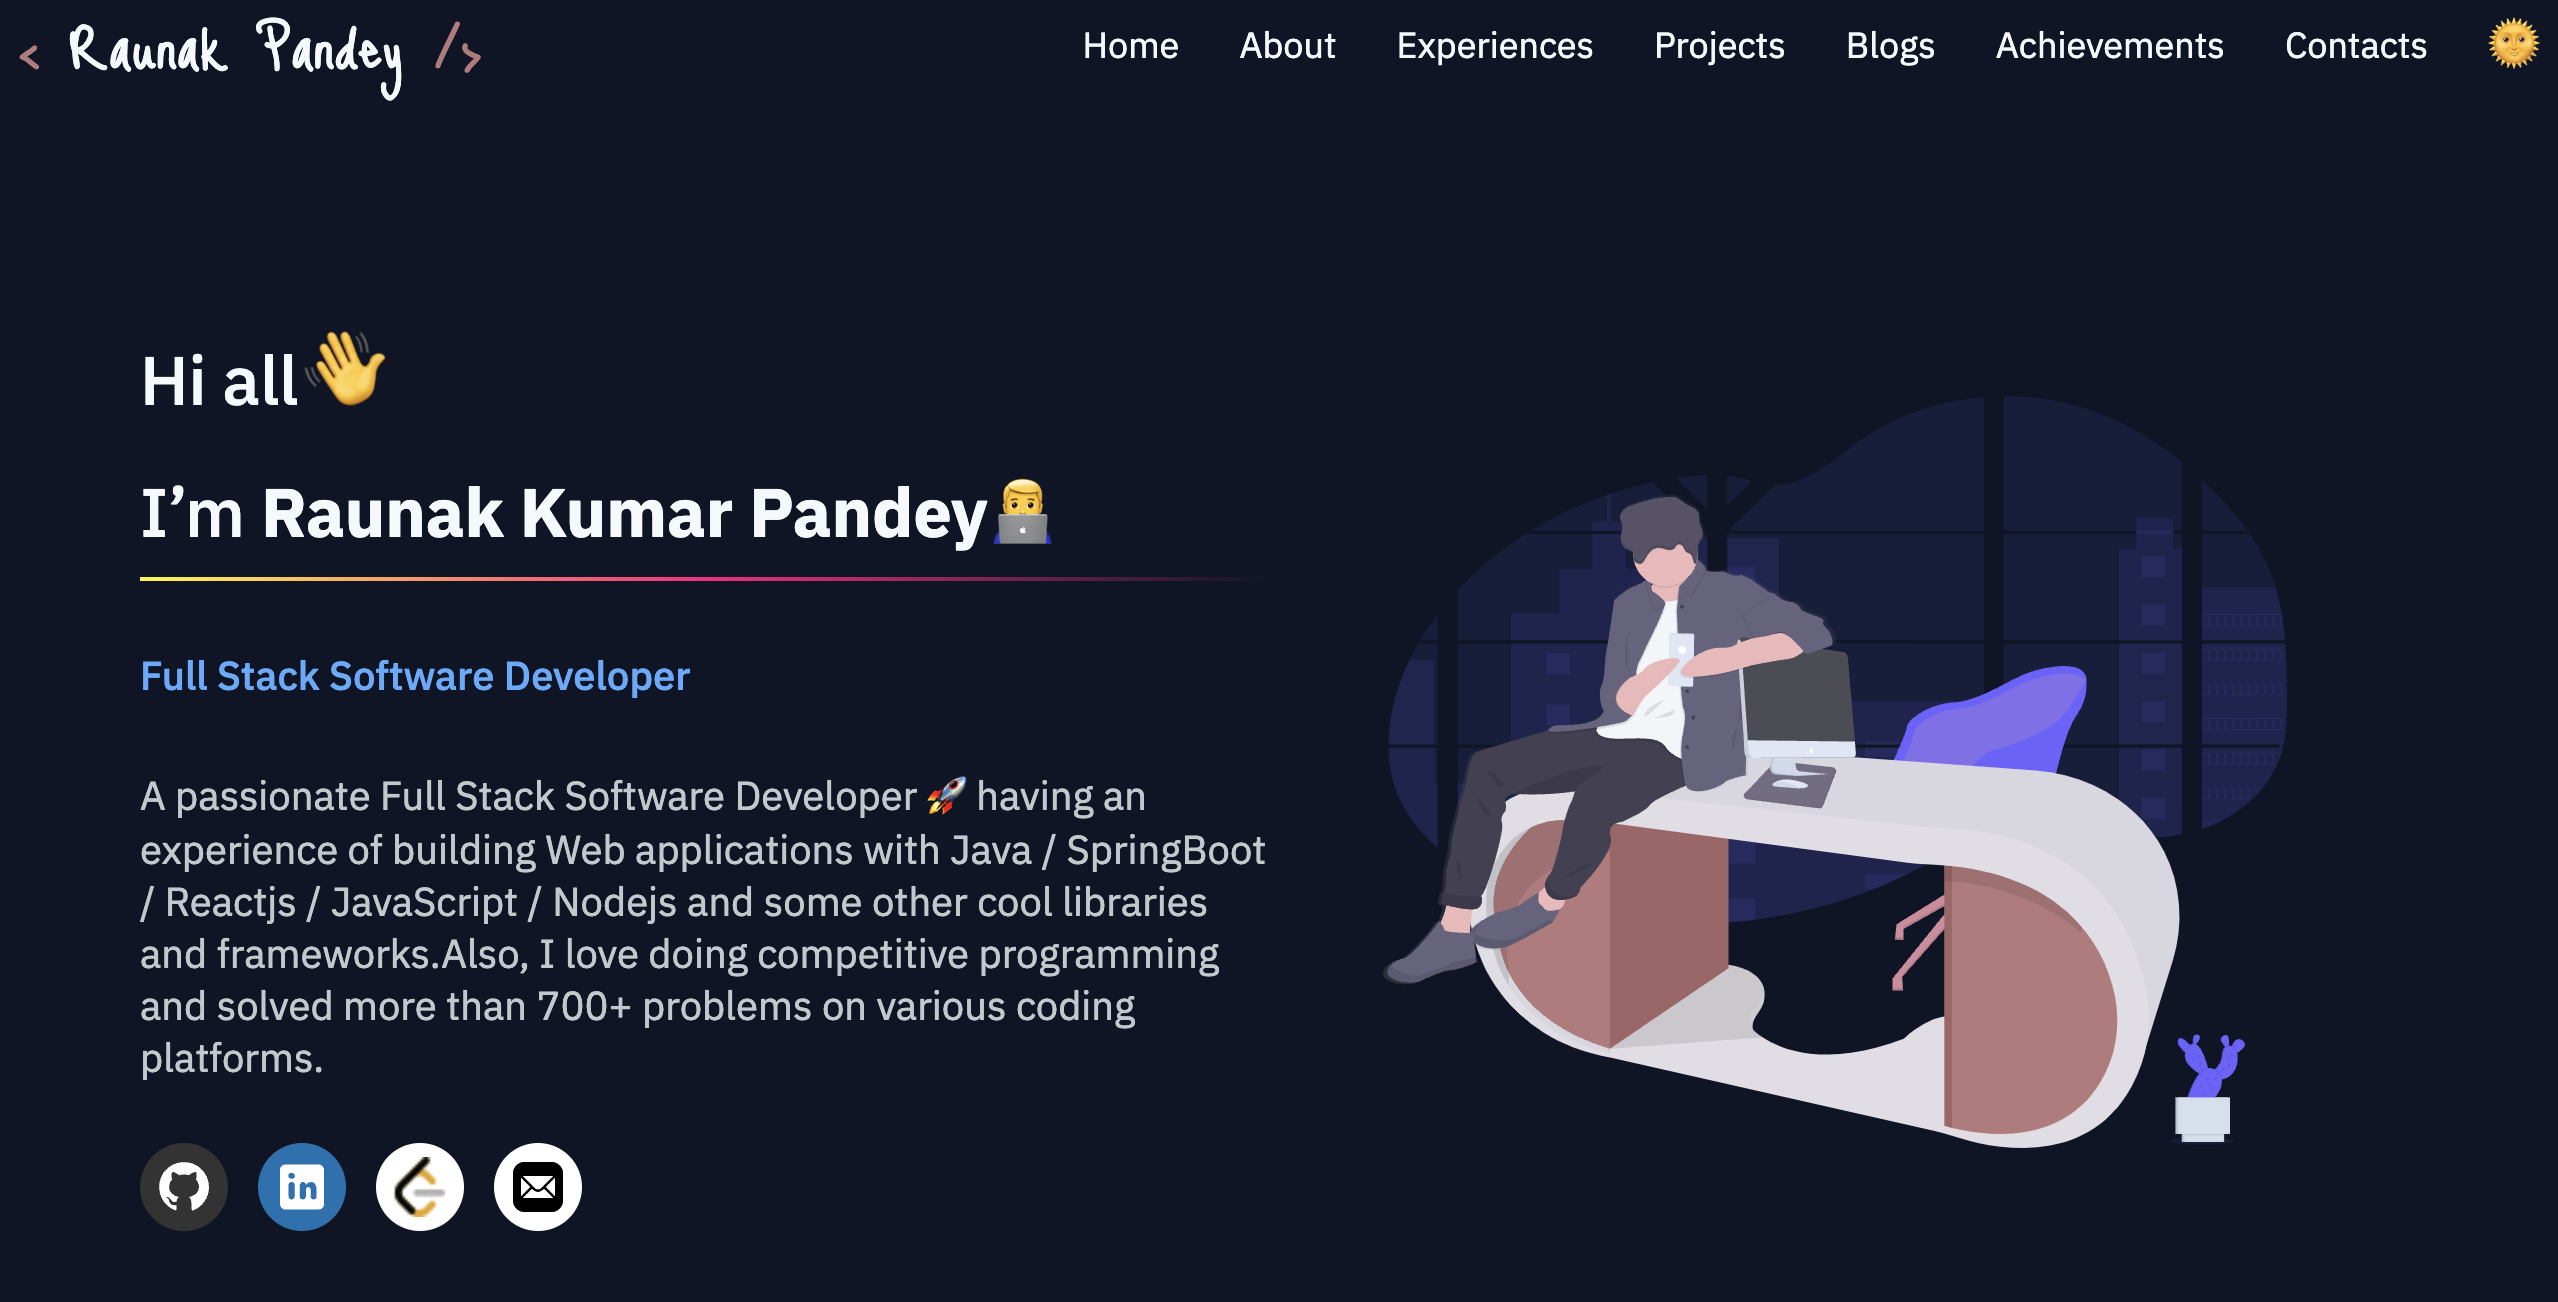 < Raunak Pandey />
Home About Experiences Projects Blogs Achievements Contacts
Hi all👋
I’m Raunak Kumar Pandey👨‍💻
Full Stack Software Developer
A passionate Full Stack Software Developer 🚀 having an
experience of building Web applications with Java / SpringBoot
/ Reactjs / JavaScript / Nodejs and some other cool libraries
and frameworks.Also, I love doing competitive programming
and solved more than 700+ problems on various coding
platforms.
in